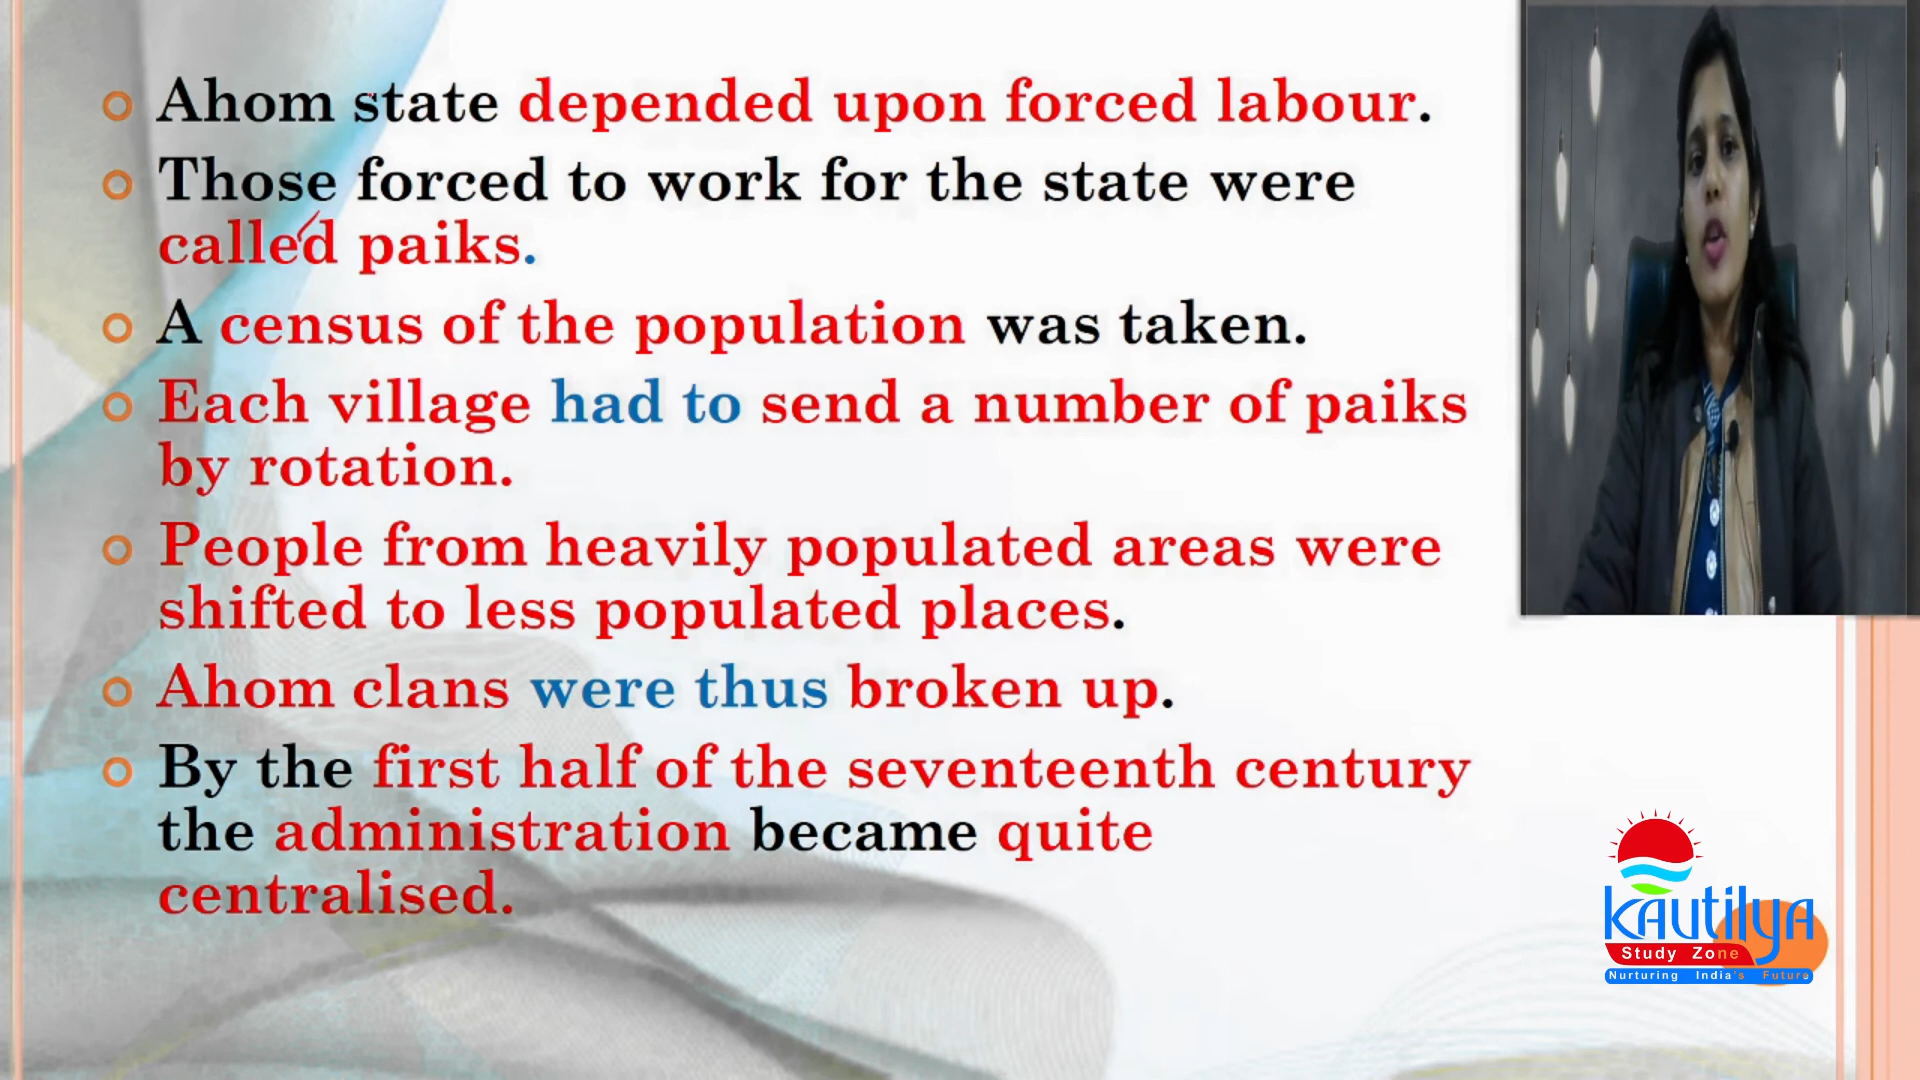 Ahom state depended upon forced labour.
Those forced to work for the state were
called paiks.
A census of the population was taken.
Each village had to send a number of paiks
by rotation.
People from heavily populated areas were
shifted to less populated places.
Ahom clans were thus broken up.
By the first half of the seventeenth century
the administration became quite
centralised.
kautilya
Study Zone
Nurturing India's Future